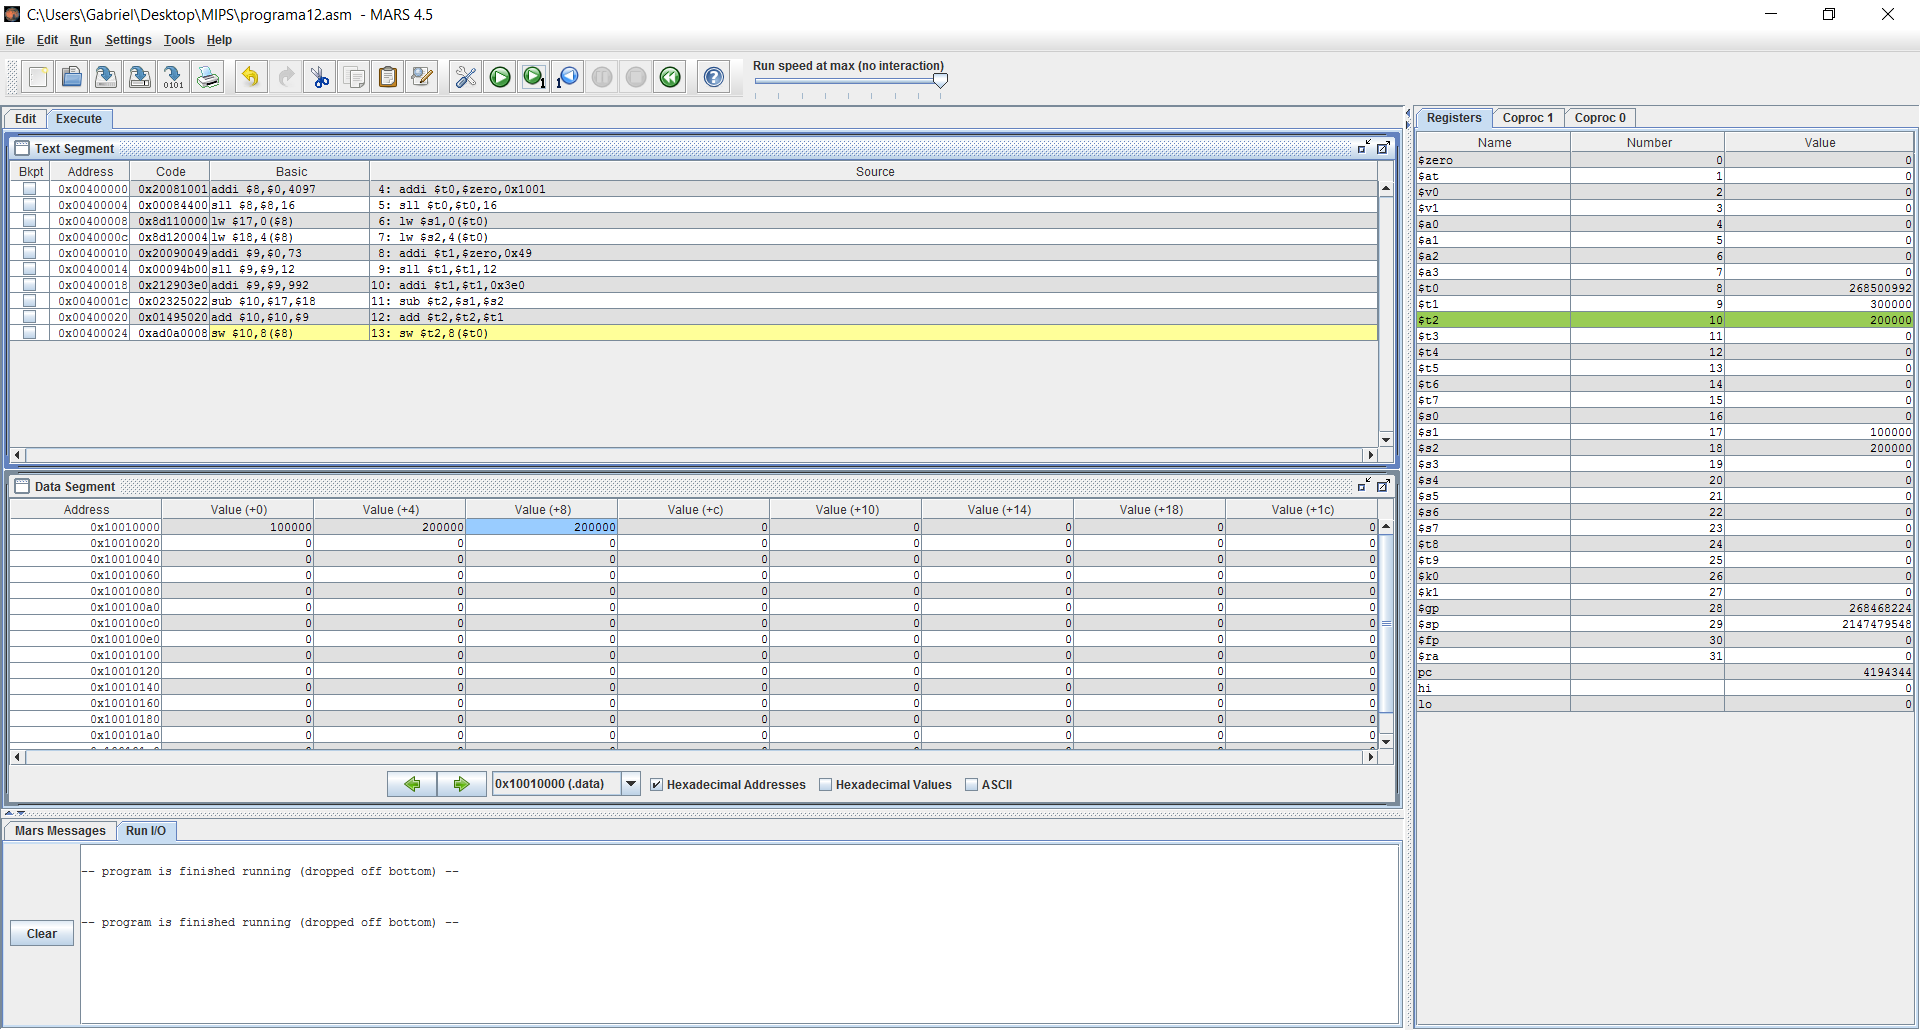 C:\Users\Gabriel\Desktop\MIPS\programa12.asm - MARS 4.5
File Edit Run Settings Tools Help
Run speed at max (no interaction)
Edit Execute
Text Segment
Bkpt Address Code Basic Source
0x00400000 0x20081001 addi $8,$0,4097 4: addi $t0,$zero,0x1001
0x00400004 0x00084400 sll $8,$8,16 5: sll $t0,$t0,16
0x00400008 0x8d110000 lw $17,0($8) 6: lw $s1,0($t0)
0x0040000c 0x8d120004 lw $18,4($8) 7: lw $s2,4($t0)
0x00400010 0x20090049 addi $9,$0,73 8: addi $t1,$zero,0x49
0x00400014 0x00094b00 sll $9,$9,12 9: sll $t1,$t1,12
0x00400018 0x212903e0 addi $9,$9,992 10: addi $t1,$t1,0x3e0
0x0040001c 0x02325022 sub $10,$17,$18 11: sub $t2,$s1,$s2
0x00400020 0x01495020 add $10,$10,$9 12: add $t2,$t2,$t1
0x00400024 0xad0a0008 sw $10,8($8) 13: sw $t2,8($t0)
Data Segment
Address Value (+0) Value (+4) Value (+8) Value (+c) Value (+10) Value (+14) Value (+18) Value (+1c)
0x10010000 100000 200000 200000 0 0 0 0 0
0x10010020 0 0 0 0 0 0 0 0
0x10010040 0 0 0 0 0 0 0 0
0x10010060 0 0 0 0 0 0 0 0
0x10010080 0 0 0 0 0 0 0 0
0x100100a0 0 0 0 0 0 0 0 0
0x100100c0 0 0 0 0 0 0 0 0
0x100100e0 0 0 0 0 0 0 0 0
0x10010100 0 0 0 0 0 0 0 0
0x10010120 0 0 0 0 0 0 0 0
0x10010140 0 0 0 0 0 0 0 0
0x10010160 0 0 0 0 0 0 0 0
0x10010180 0 0 0 0 0 0 0 0
0x100101a0 0 0 0 0 0 0 0 0
0x10010000 (.data) Hexadecimal Addresses Hexadecimal Values ASCII
Mars Messages Run I/O
-- program is finished running (dropped off bottom) --
-- program is finished running (dropped off bottom) --
Clear
Registers Coproc 1 Coproc 0
Name Number Value
$zero 0 0
$at 1 0
$v0 2 0
$v1 3 0
$a0 4 0
$a1 5 0
$a2 6 0
$a3 7 0
$t0 8 268500992
$t1 9 300000
$t2 10 200000
$t3 11 0
$t4 12 0
$t5 13 0
$t6 14 0
$t7 15 0
$s0 16 0
$s1 17 100000
$s2 18 200000
$s3 19 0
$s4 20 0
$s5 21 0
$s6 22 0
$s7 23 0
$t8 24 0
$t9 25 0
$k0 26 0
$k1 27 0
$gp 28 268468224
$sp 29 2147479548
$fp 30 0
$ra 31 0
pc 4194344
hi 0
lo 0